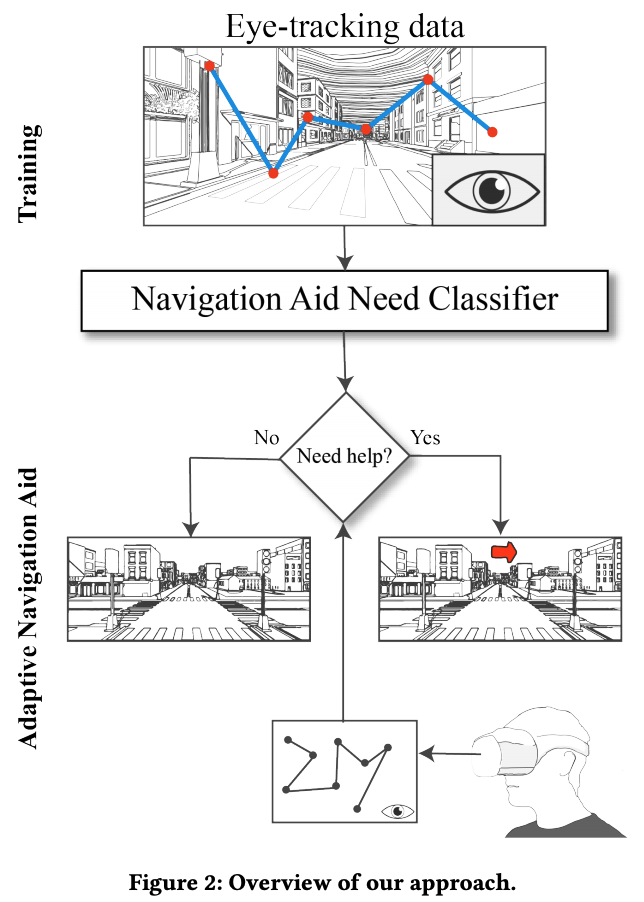 Eye-tracking data
Training
Navigation Aid Need Classifier
No
Need help?
Yes
Adaptive Navigation Aid
Figure 2: Overview of our approach.